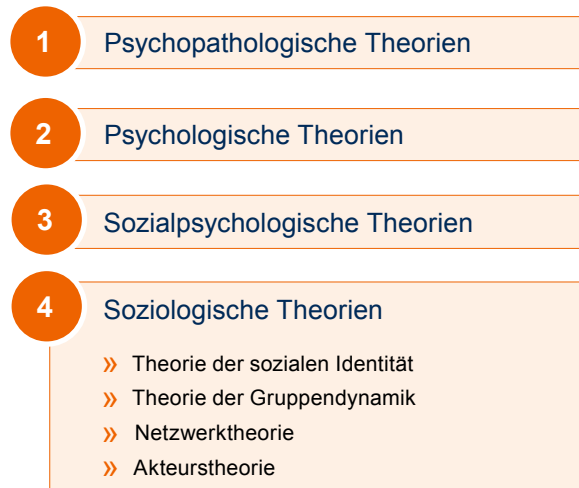 1 Psychopathologische Theorien
2 Psychologische Theorien
3 Sozialpsychologische Theorien
4 Soziologische Theorien
» Theorie der sozialen Identität
» Theorie der Gruppendynamik
» Netzwerktheorie
» Akteurstheorie